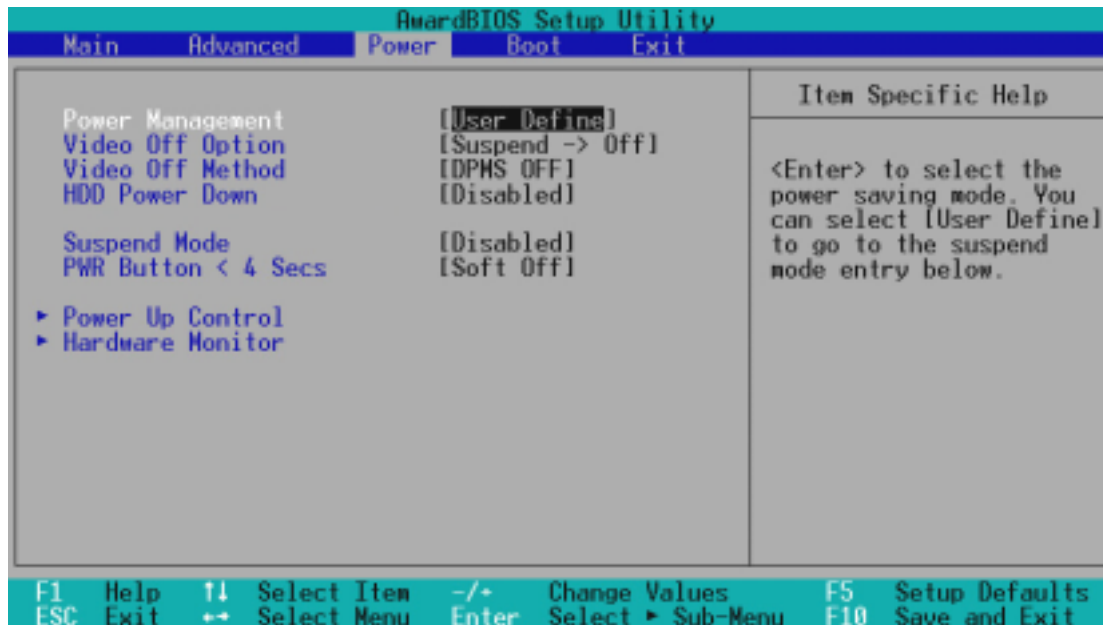 AwardBIOS Setup Utility
Main Advanced Power Boot Exit
Power Management [User Define]
Video Off Option [Suspend -> Off]
Video Off Method [DPMS OFF]
HDD Power Down [Disabled]
Suspend Mode [Disabled]
PWR Button < 4 Secs [Soft Off]
▶ Power Up Control
▶ Hardware Monitor
Item Specific Help
<Enter> to select the
power saving mode. You
can select [User Define]
to go to the suspend
mode entry below.
F1 Help ↑↓ Select Item -/+ Change Values F5 Setup Defaults
ESC Exit ←→ Select Menu Enter Select ▶ Sub-Menu F10 Save and Exit